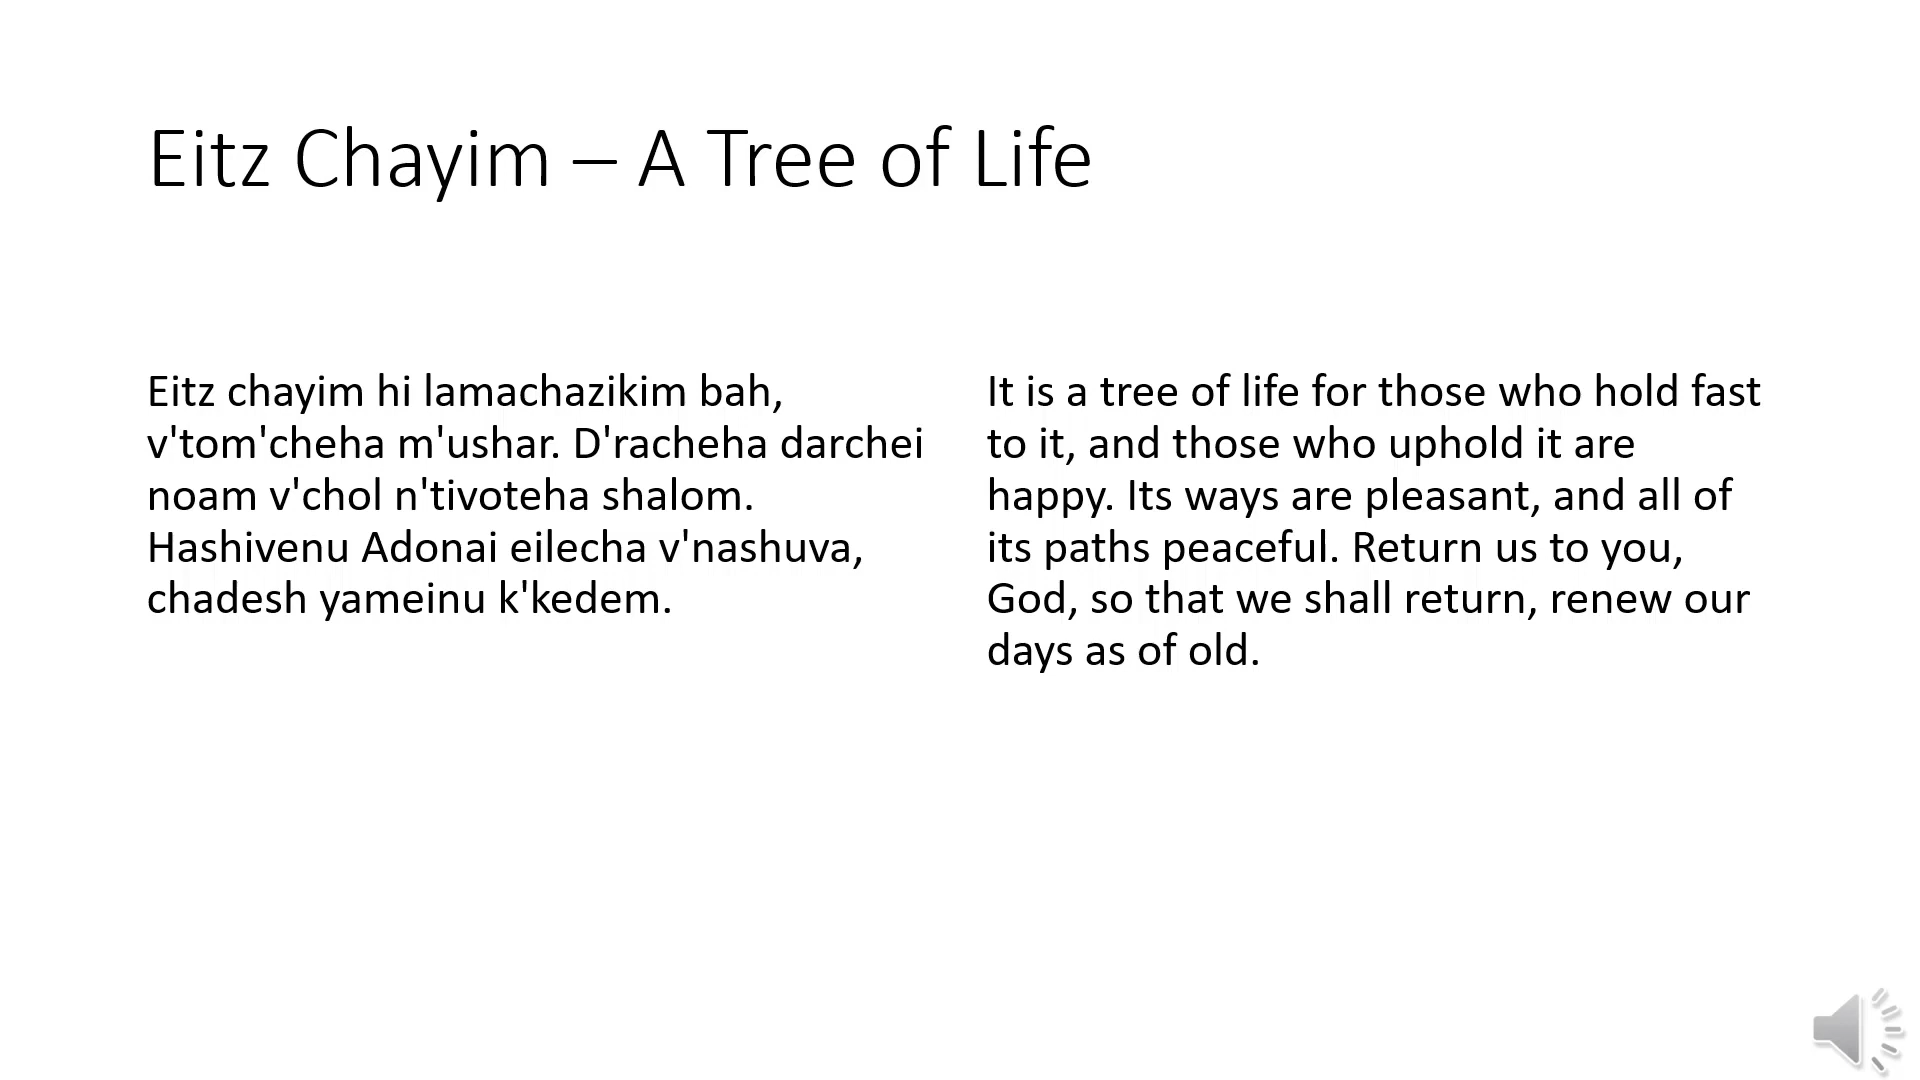 Eitz Chayim – A Tree of Life
Eitz chayim hi lamachazikim bah,
v'tom'cheha m'ushar. D'racheha darchei
noam v'chol n'tivoteha shalom.
Hashivenu Adonai eilecha v'nashuva,
chadesh yameinu k'kedem.
It is a tree of life for those who hold fast
to it, and those who uphold it are
happy. Its ways are pleasant, and all of
its paths peaceful. Return us to you,
God, so that we shall return, renew our
days as of old.